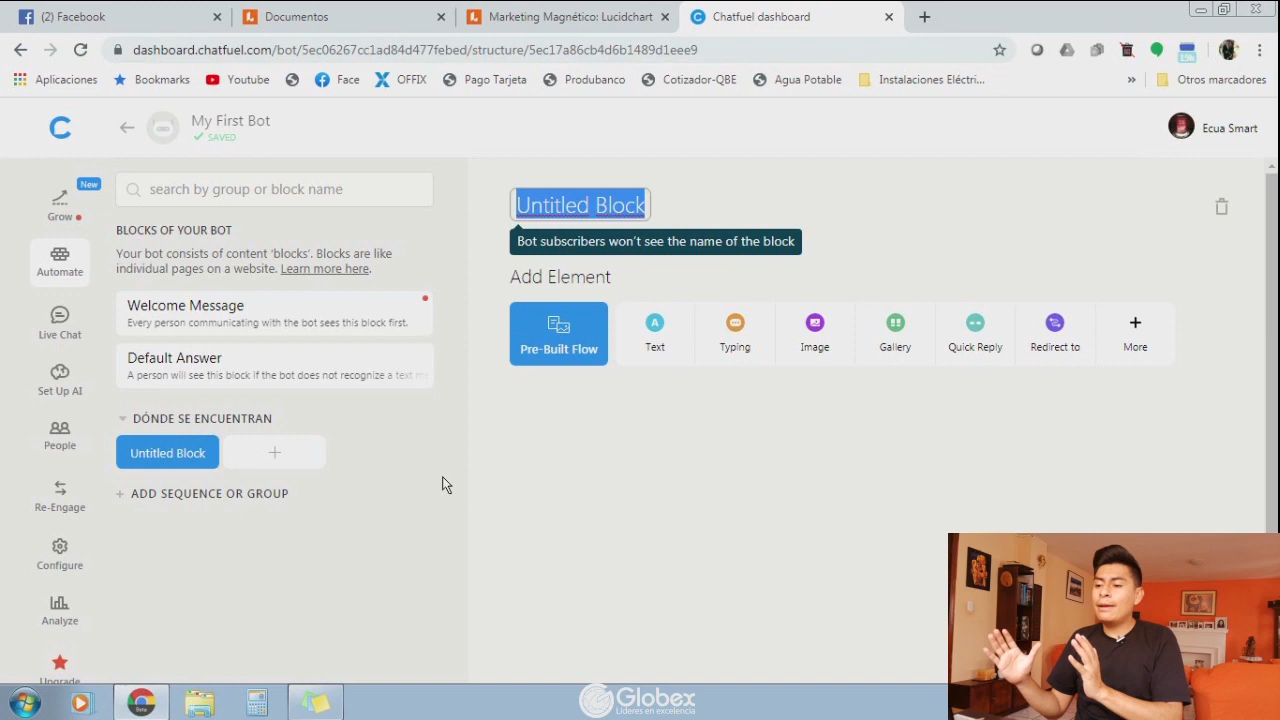 (2) Facebook
Documentos
Marketing Magnético: Lucidchart
Chatfuel dashboard
dashboard.chatfuel.com/bot/5ec06267cc1ad84d477febed/structure/5ec17a86cb4d6b1489d1eee9
Aplicaciones
Bookmarks
Youtube
Face
OFFIX
Pago Tarjeta
Produbanco
Cotizador-QBE
Agua Potable
Instalaciones Eléctri...
»
Otros marcadores
My First Bot
SAVED
Ecua Smart
New
Grow
Automate
Live Chat
Set Up AI
People
Re-Engage
Configure
Analyze
Upgrade
search by group or block name
BLOCKS OF YOUR BOT
Your bot consists of content 'blocks'. Blocks are like
individual pages on a website. Learn more here.
Welcome Message
Every person communicating with the bot sees this block first.
Default Answer
A person will see this block if the bot does not recognize a text m
DÓNDE SE ENCUENTRAN
Untitled Block
+
+ ADD SEQUENCE OR GROUP
Untitled Block
Bot subscribers won't see the name of the block
Add Element
Pre-Built Flow
Text
Typing
Image
Gallery
Quick Reply
Redirect to
More
Globex
Líderes en excelencia